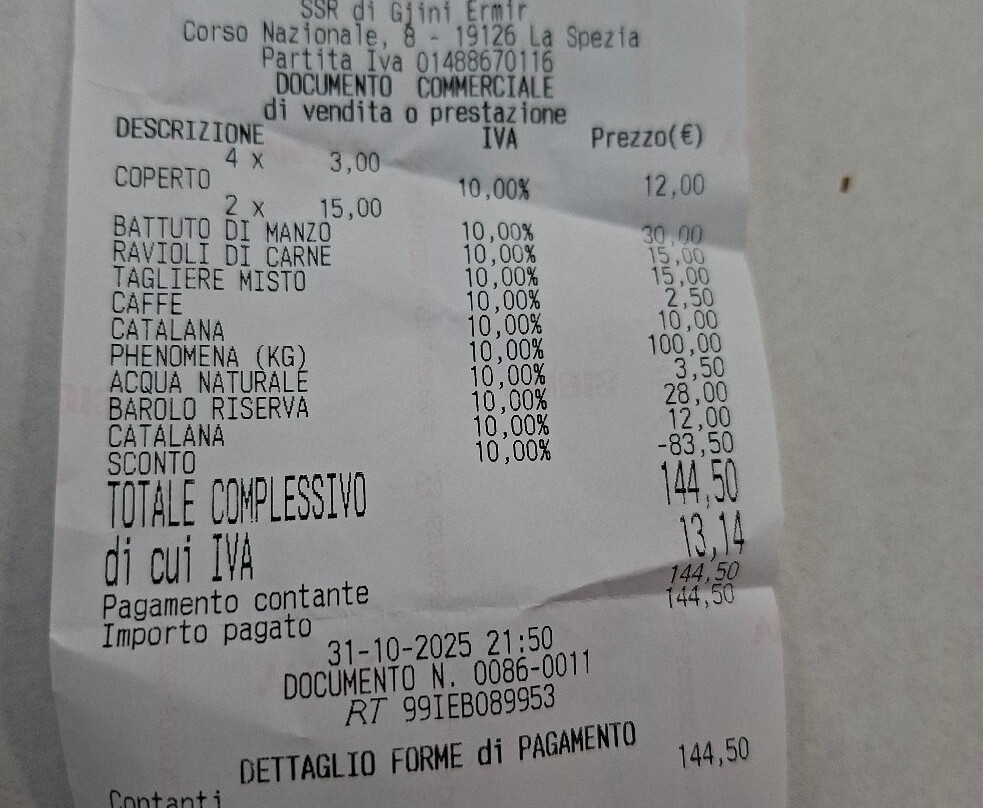 SSR di Gjini Ermir
Corso Nazionale, 8 - 19126 La Spezia
Partita Iva 01488670116
DOCUMENTO COMMERCIALE
di vendita o prestazione
DESCRIZIONE IVA Prezzo(€)
4 x 3,00
COPERTO 10,00% 12,00
2 x 15,00
BATTUTO DI MANZO 10,00% 30,00
RAVIOLI DI CARNE 10,00% 15,00
TAGLIERE MISTO 10,00% 15,00
CAFFE 10,00% 2,50
CATALANA 10,00% 10,00
PHENOMENA (KG) 10,00% 100,00
ACQUA NATURALE 10,00% 3,50
BAROLO RISERVA 10,00% 28,00
CATALANA 10,00% 12,00
SCONTO 10,00% -83,50
TOTALE COMPLESSIVO 144,50
di cui IVA 13,14
Pagamento contante 144,50
Importo pagato 144,50
31-10-2025 21:50
DOCUMENTO N. 0086-0011
RT 99IEB089953
DETTAGLIO FORME di PAGAMENTO
Contanti 144,50